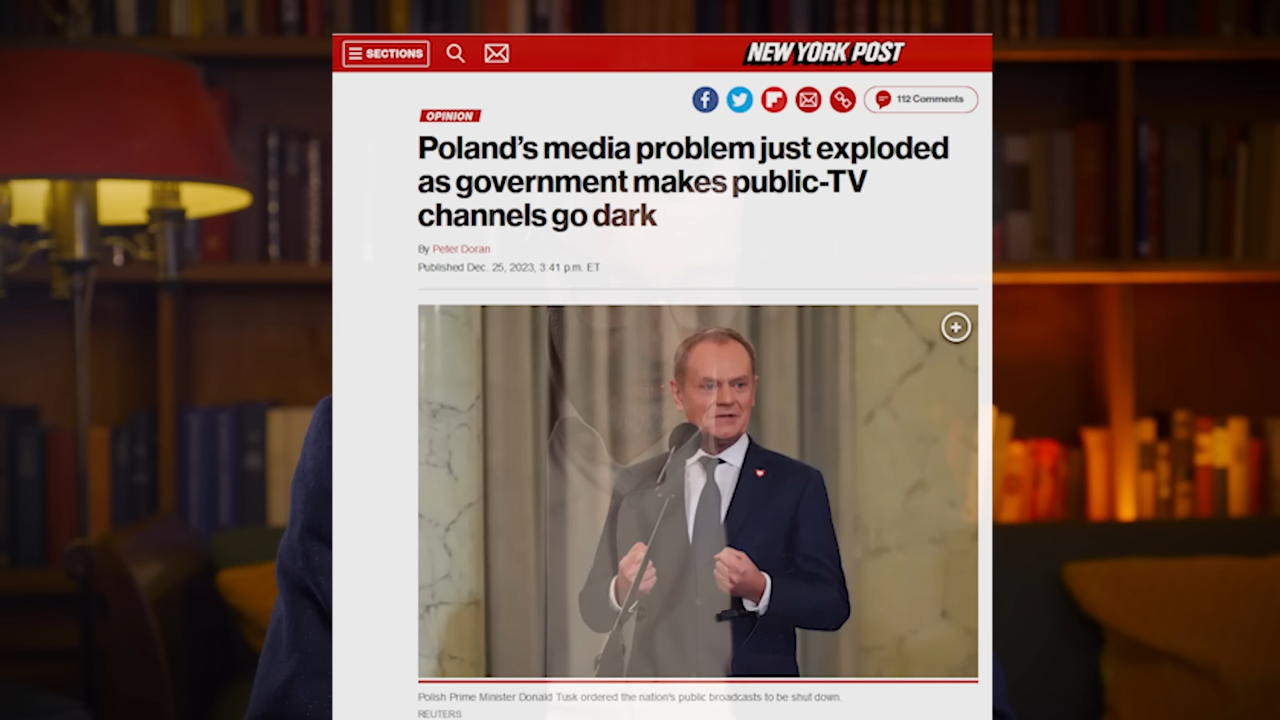 SECTIONS
NEW YORK POST
112 Comments
OPINION
Poland's media problem just exploded
as government makes public-TV
channels go dark
By Peter Doran
Published Dec. 25, 2023, 3:41 p.m. ET
Polish Prime Minister Donald Tusk ordered the nation's public broadcasts to be shut down.
REUTERS